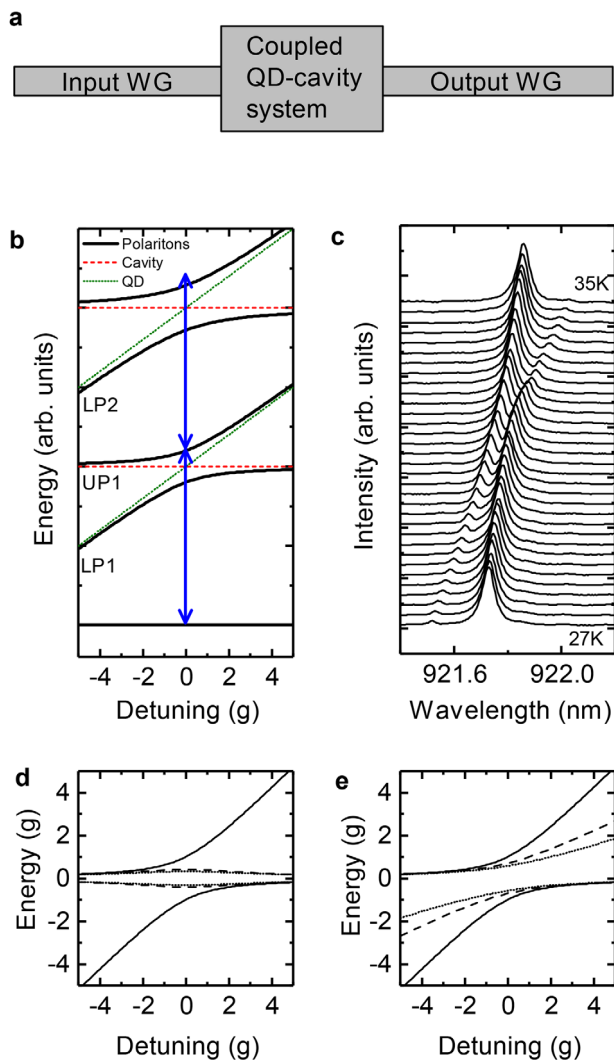 a
Input WG
Coupled
QD-cavity
system
Output WG
b
Polaritons
Cavity
QD
LP2
UP1
LP1
Energy (arb. units)
-4 -2 0 2 4
Detuning (g)
c
35K
27K
Intensity (arb. units)
921.6 922.0
Wavelength (nm)
d
Energy (g)
4
2
0
-2
-4
-4 -2 0 2 4
Detuning (g)
e
Energy (g)
4
2
0
-2
-4
-4 -2 0 2 4
Detuning (g)